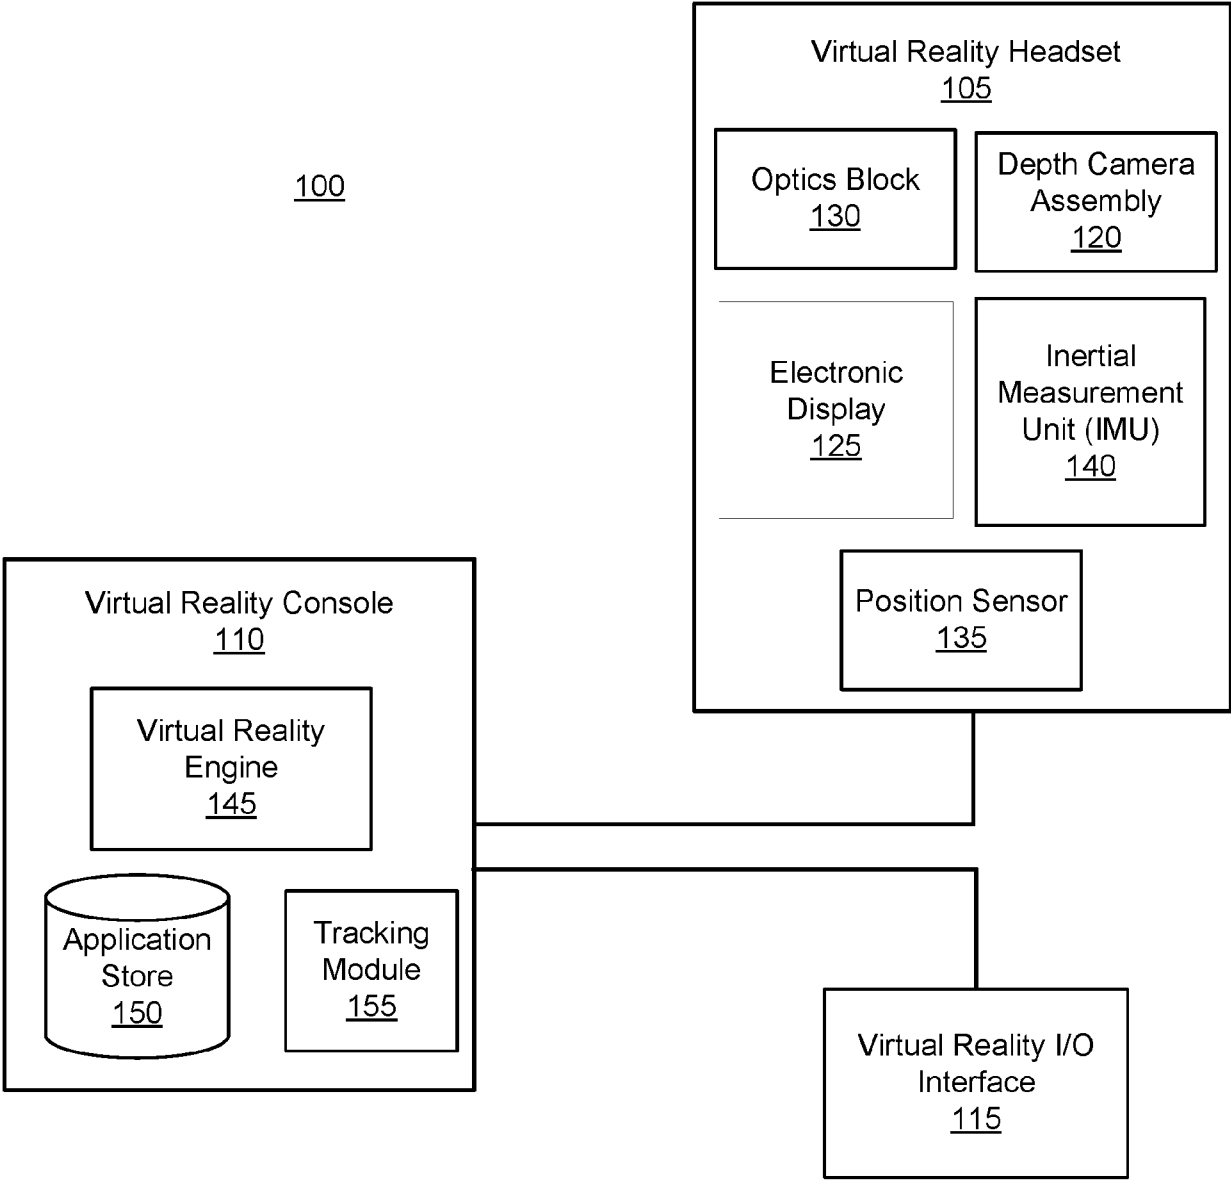 Virtual Reality Headset
105
Optics Block
130
Depth Camera
Assembly
120
100
Electronic
Display
125
Inertial
Measurement
Unit (IMU)
140
Position Sensor
135
Virtual Reality Console
110
Virtual Reality
Engine
145
Application
Store
150
Tracking
Module
155
Virtual Reality I/O
Interface
115